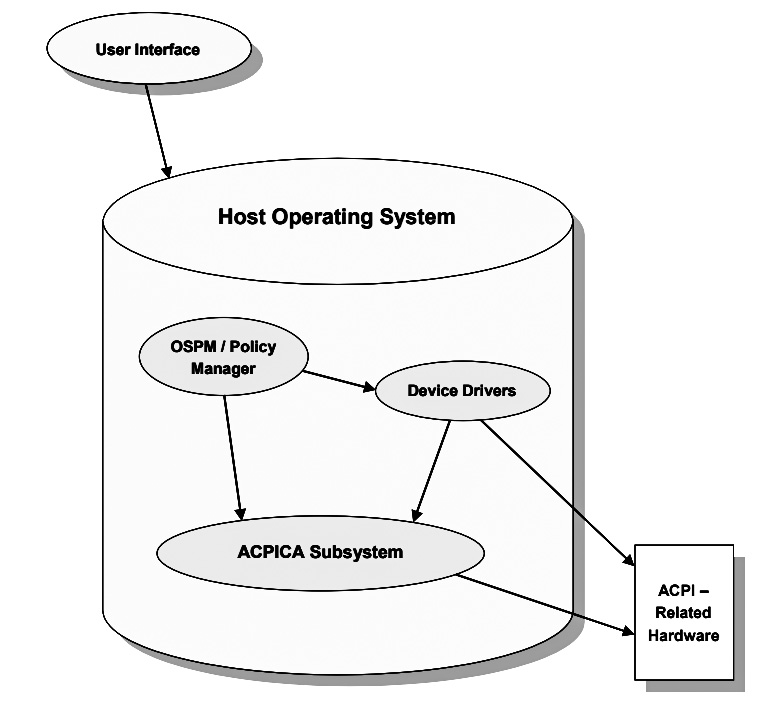 User Interface
Host Operating System
OSPM / Policy
Manager
Device Drivers
ACPICA Subsystem
ACPI –
Related
Hardware